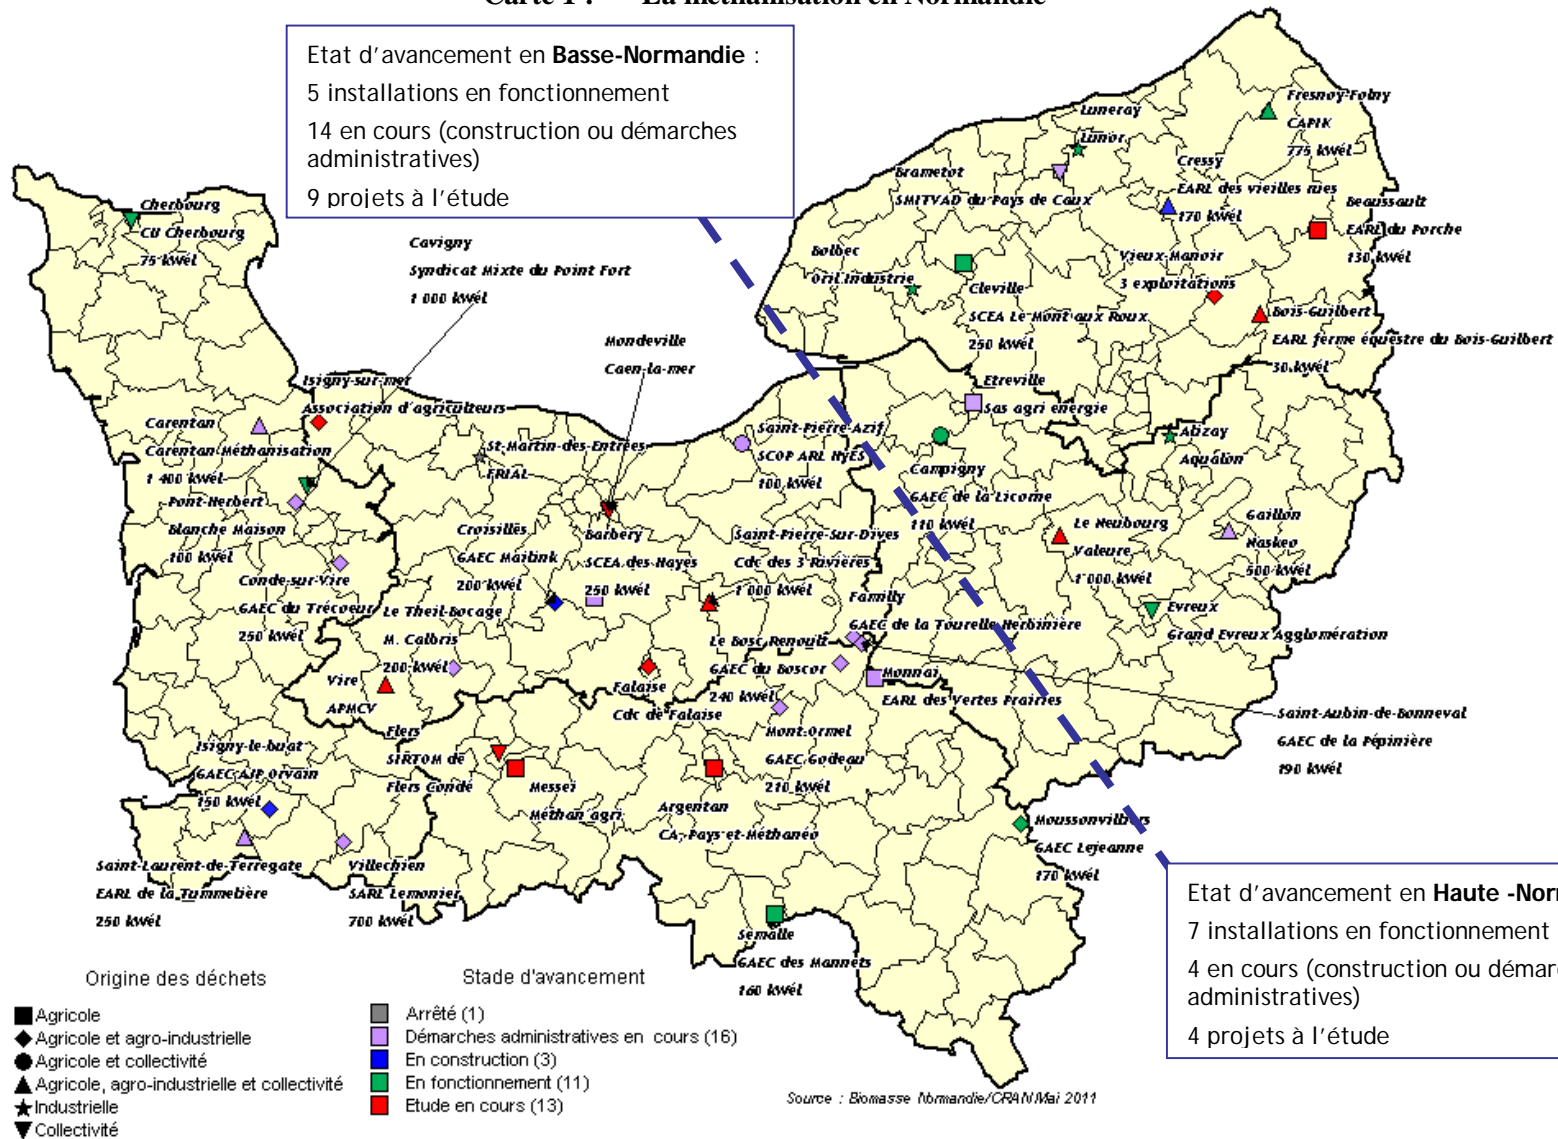 Carte 1 : La méthanisation en Normandie
Etat d'avancement en Basse-Normandie :
5 installations en fonctionnement
14 en cours (construction ou démarches
administratives)
9 projets à l'étude
Cherbourg
CU Cherbourg
75 kWél
Cavigny
Syndicat Mixte du Point Fort
1 000 kWél
Mondeville
Caen-la-mer
Isigny-sur-mer
Association d'agriculteurs
Carentan
Carentan Méthanisation
1 400 kWél
Pont-Herbert
Blanche Maison
100 kWél
Conde-sur-Vire
GAEC du Trécoeur
250 kWél
St-Martin-des-Entrées
FRIAL
Croisilles
GAEC Maitink
200 kWél
Barbery
SCEA des Hayes
250 kWél
Saint-Pierre-Azif
SCOP ARL NyES
100 kWél
Saint-Pierre-Sur-Dives
Cdc des 3 Rivières
1 000 kWél
Le Theil-Bocage
M. Calbris
200 kWél
Vire
APMCV
Falaise
Cdc de Falaise
Familly
GAEC de la Tourelle Herbinière
Le Bosc Renoult
GAEC du Boscor
240 kWél
Monnai
EARL des Vertes Prairies
Mont-Ormel
GAEC Godeau
210 kWél
Saint-Aubin-de-Bonneval
GAEC de la Pépinière
190 kWél
Flers
SIRTOM de
Flers Condé
Messei
Méthan'agri
Argentan
CA, Pays et Méthanéo
Isigny-le-buat
GAEC AJP Orvain
150 kWél
Saint-Laurent-de-Terregate
EARL de la Tummetière
250 kWél
Villechien
SARL Lemonier
700 kWél
Moussonvilliers
GAEC Lejeanne
170 kWél
Semalle
GAEC des Mannets
160 kWél
Luneray
Linor
Brametot
SMITVAD du Pays de Caux
Fresnoy-Folny
CAPIK
775 kWél
Cressy
EARL des vieilles rues
170 kWél
Beaussault
EARL du Porche
130 kWél
Bolbec
Oril Industrie
Cleville
SCEA Le Mont aux Roux
250 kWél
Vieux-Manoir
3 exploitations
Bois-Guilbert
EARL ferme équestre du Bois-Guilbert
30 kWél
Etreville
Sas agri energie
Campigny
GAEC de la Licorne
110 kWél
Alizay
Aqualon
Le Neubourg
Valeure
1 000 kWél
Gaillon
Naskeo
500 kWél
Evreux
Grand Evreux Agglomération
Etat d'avancement en Haute -Nor
7 installations en fonctionnement
4 en cours (construction ou démar
administratives)
4 projets à l'étude
Origine des déchets
Agricole
Agricole et agro-industrielle
Agricole et collectivité
Agricole, agro-industrielle et collectivité
Industrielle
Collectivité
Stade d'avancement
Arrêté (1)
Démarches administratives en cours (16)
En construction (3)
En fonctionnement (11)
Etude en cours (13)
Source : Biomasse Normandie/CRAN Mai 2011